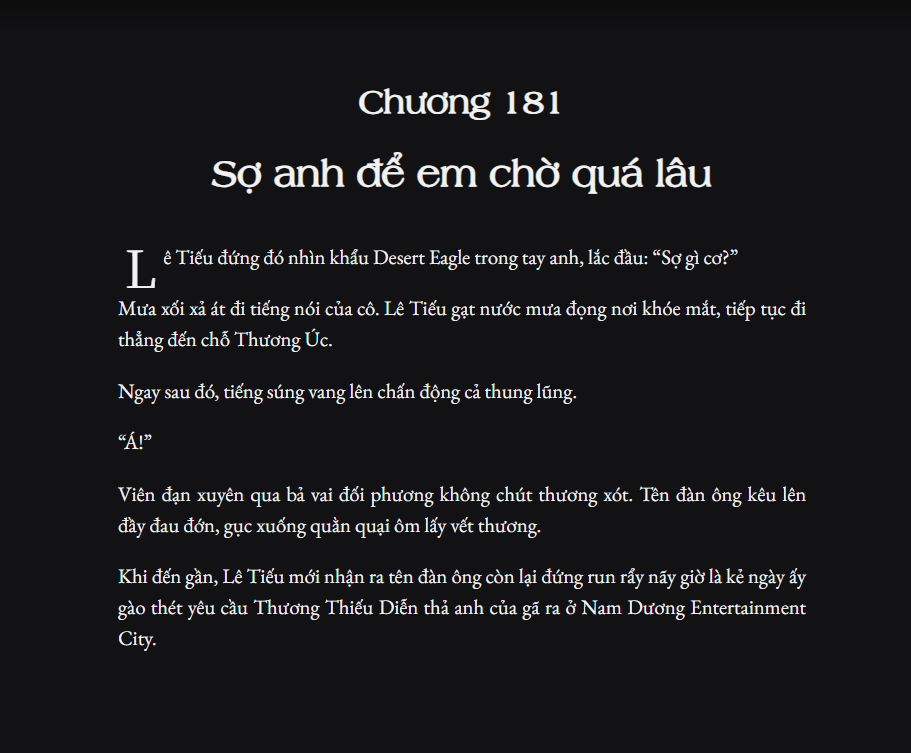 Chương 181
Sợ anh để em chờ quá lâu
Lê Tiếu đứng đó nhìn khẩu Desert Eagle trong tay anh, lắc đầu: “Sợ gì cơ?”
Mưa xối xả át đi tiếng nói của cô. Lê Tiếu gạt nước mưa đọng nơi khóe mắt, tiếp tục đi
thẳng đến chỗ Thương Úc.
Ngay sau đó, tiếng súng vang lên chấn động cả thung lũng.
“Á!”
Viên đạn xuyên qua bả vai đối phương không chút thương xót. Tên đàn ông kêu lên
đầy đau đớn, gục xuống quằn quại ôm lấy vết thương.
Khi đến gần, Lê Tiếu mới nhận ra tên đàn ông còn lại đứng run rẩy nãy giờ là kẻ ngày ấy
gào thét yêu cầu Thương Thiếu Diễn thả anh của gã ra ở Nam Dương Entertainment
City.